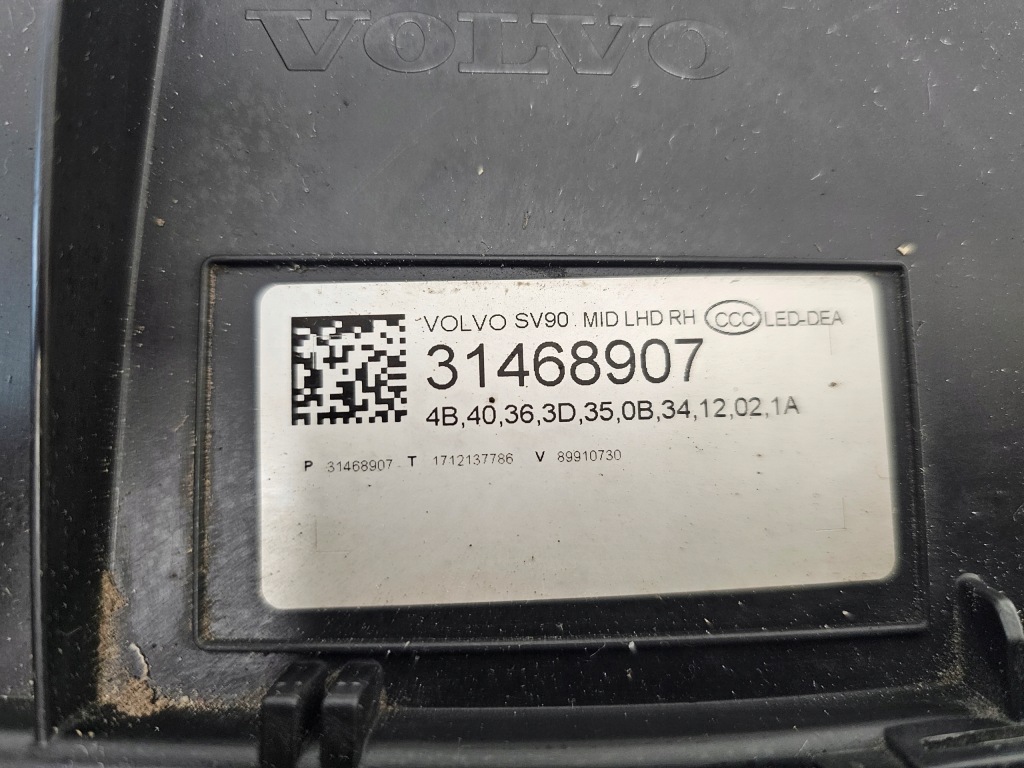 VOLVO
VOLVO SV90 MID LHD RH CCC LED-DEA
31468907
4B,40,36,3D,35,0B,34,12,02,1A
P 31468907 T 1712137786 V 89910730